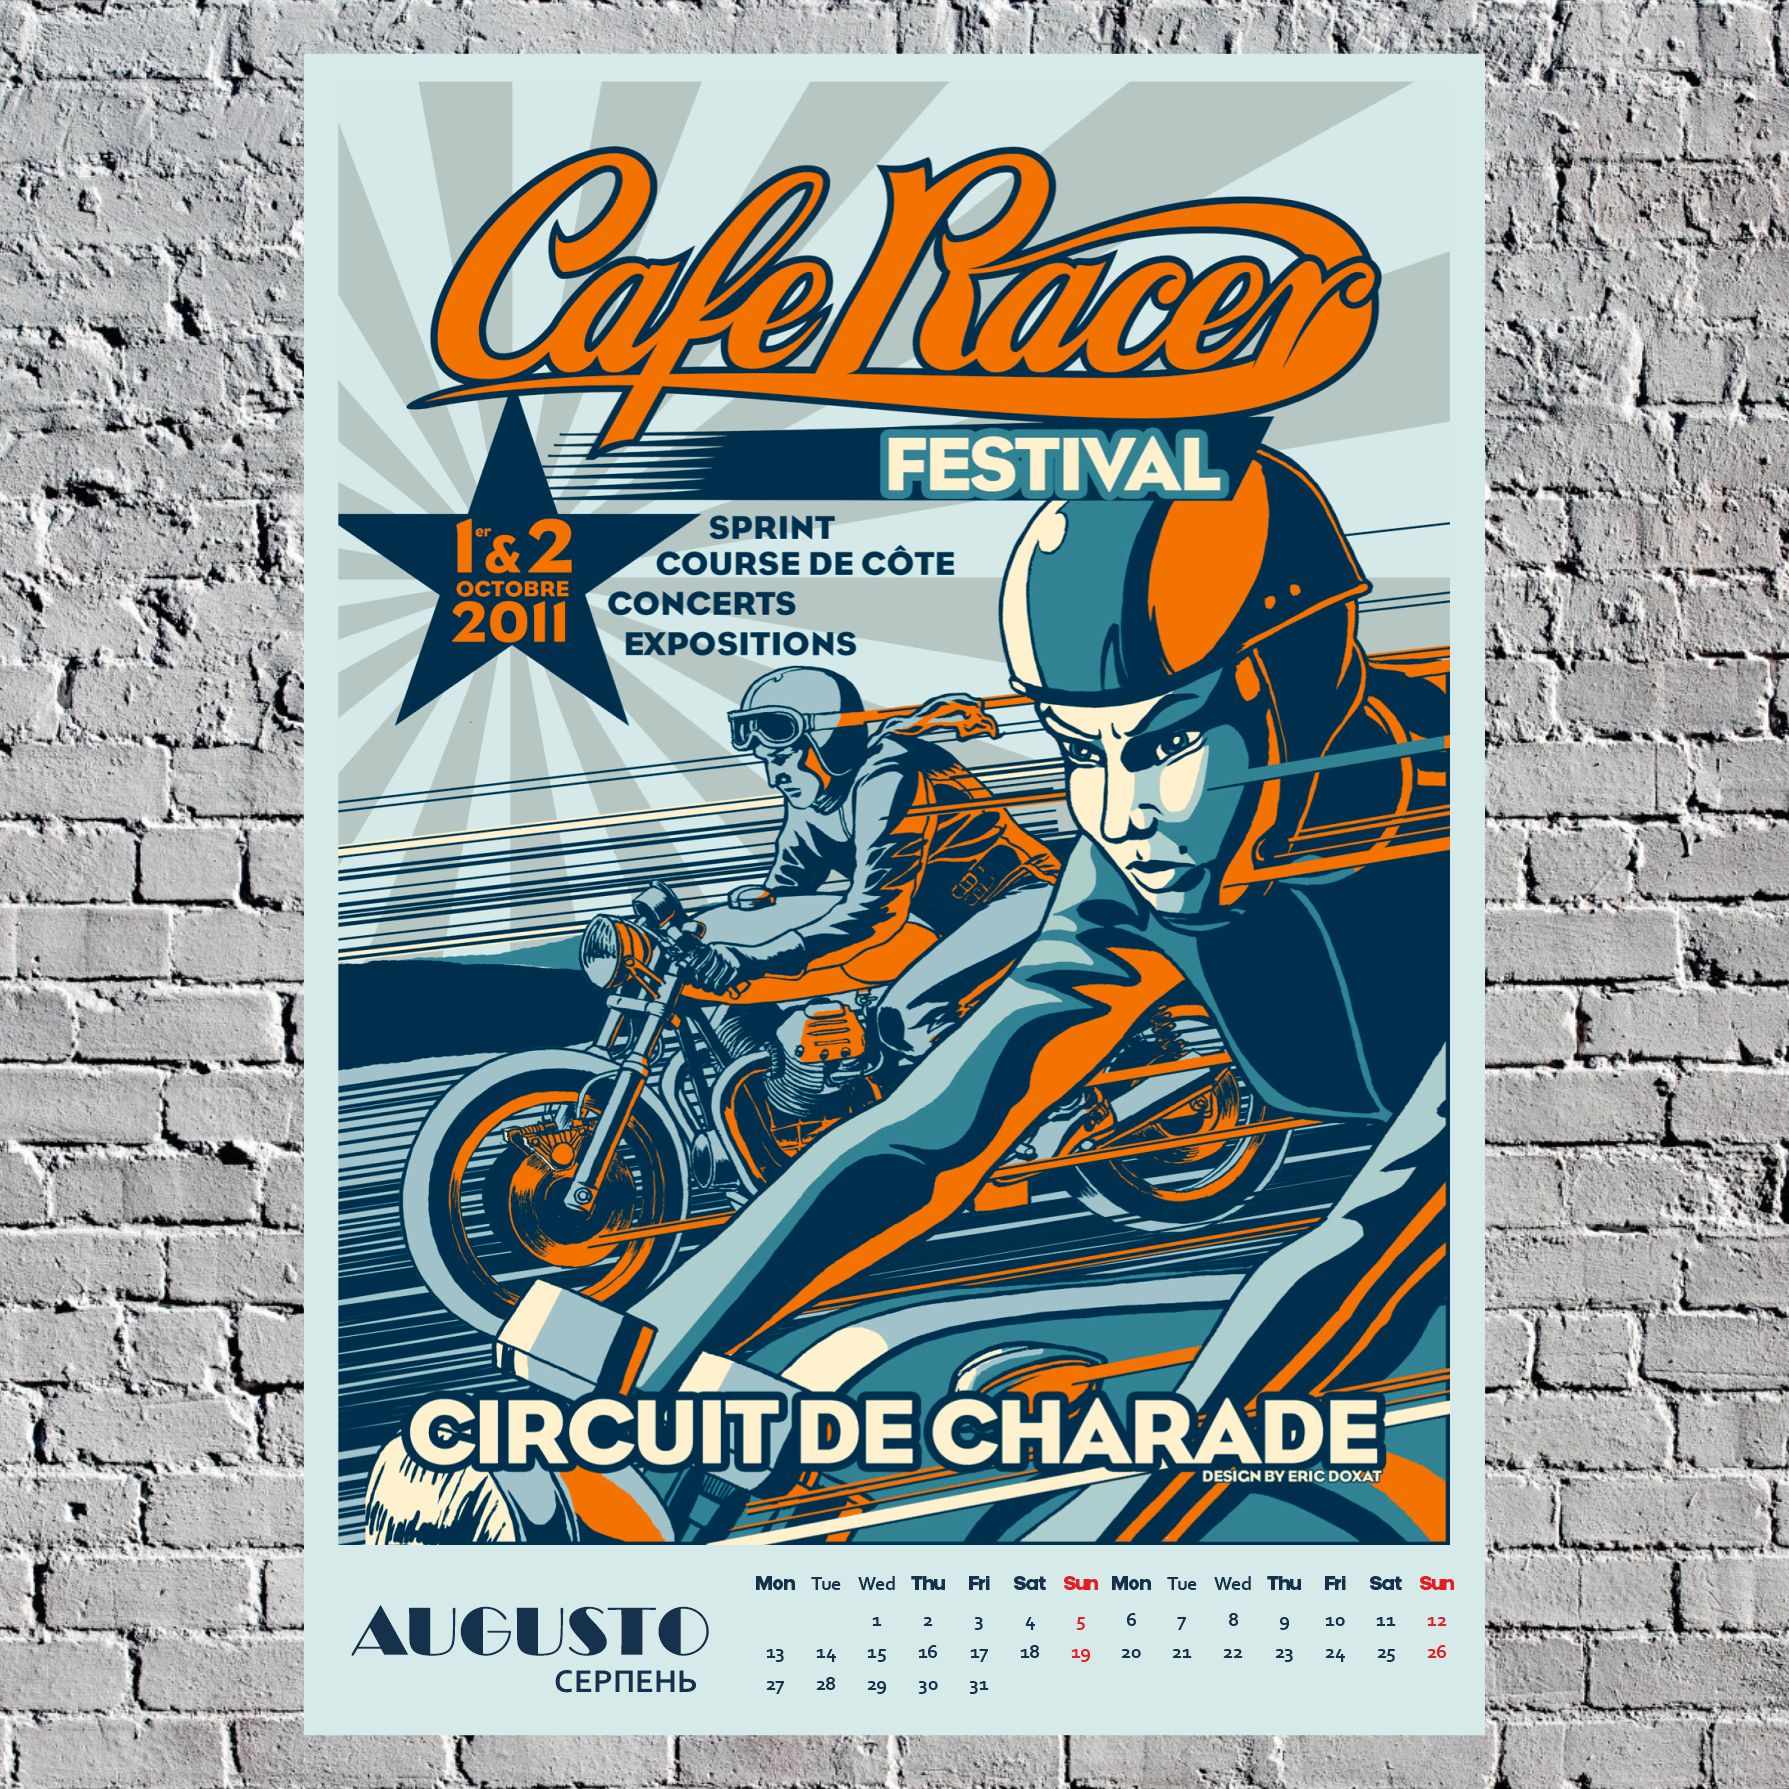 Cafe Racer
FESTIVAL
1er & 2
OCTOBRE
2011
SPRINT
COURSE DE CÔTE
CONCERTS
EXPOSITIONS
CIRCUIT DE CHARADE
DESIGN BY ERIC DOXAT
AUGUSTO
СЕРПЕНЬ
Mon Tue Wed Thu Fri Sat Sun Mon Tue Wed Thu Fri Sat Sun
1 2 3 4 5 6 7 8 9 10 11 12
13 14 15 16 17 18 19 20 21 22 23 24 25 26
27 28 29 30 31